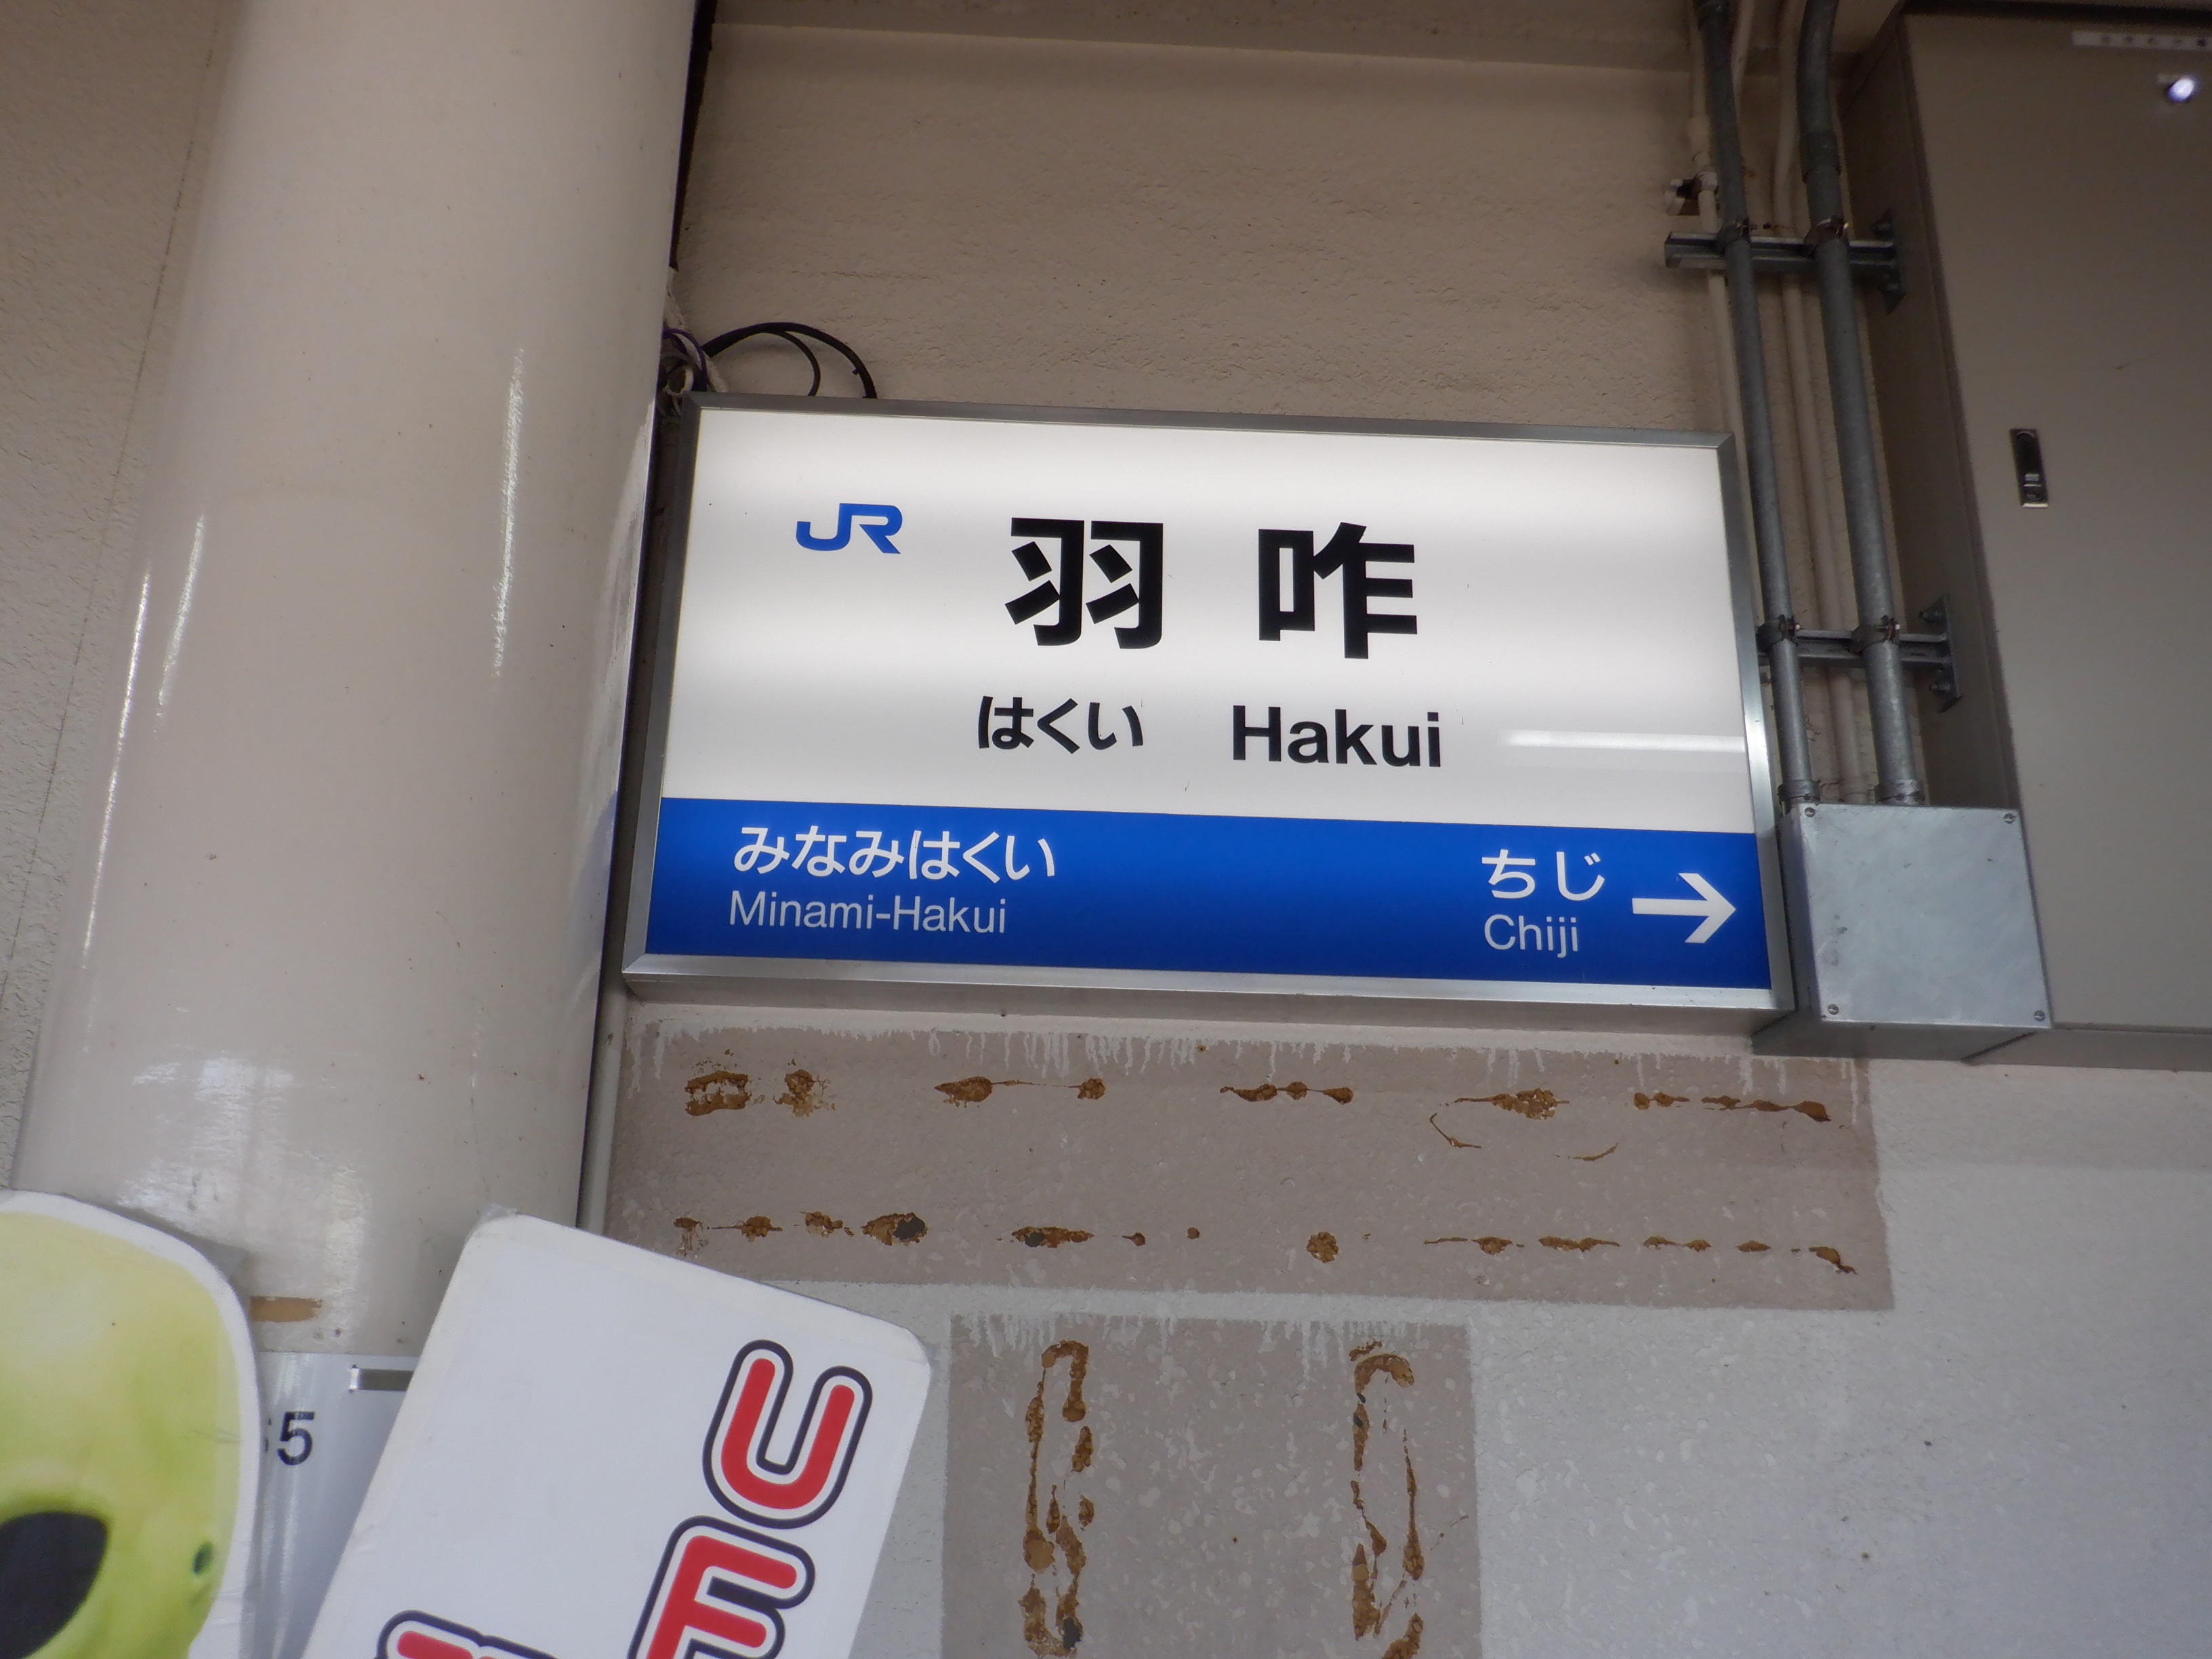 JR 羽咋
はくい Hakui
みなみはくい ちじ →
Minami-Hakui Chiji
5
UF